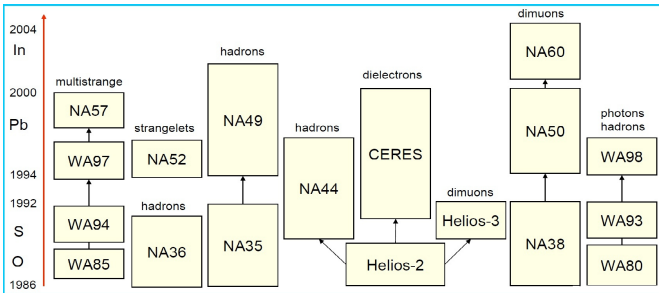 2004
In
2000
Pb
1994
1992
S
O
1986
multistrange
NA57
WA97
WA94
WA85
strangelets
NA52
hadrons
NA36
hadrons
NA49
NA35
hadrons
NA44
dielectrons
CERES
Helios-2
dimuons
Helios-3
dimuons
NA60
NA50
NA38
photons
hadrons
WA98
WA93
WA80